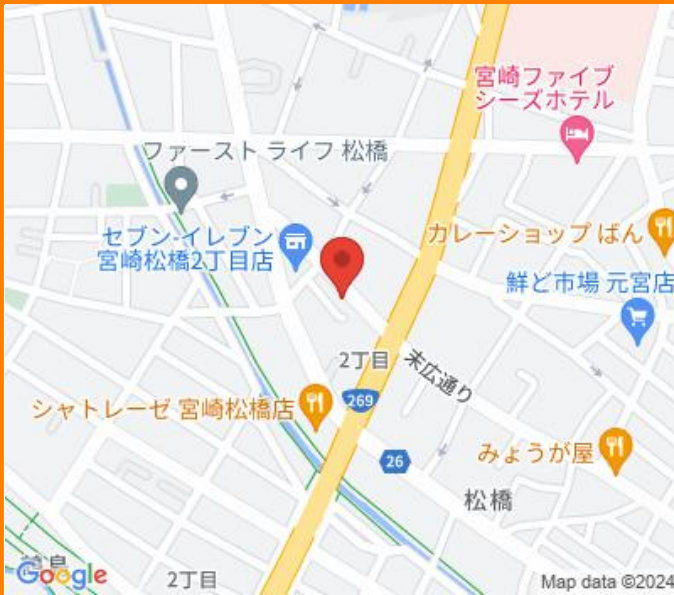 宮崎ファイブ
シーズホテル
ファースト ライフ 松橋
セブン-イレブン
宮崎松橋2丁目店
カレーショップ ばん
鮮ど市場 元宮店
2丁目
末広通り
269
シャトレーゼ 宮崎松橋店
26
みょうが屋
松橋
2丁目
Google
Map data ©2024